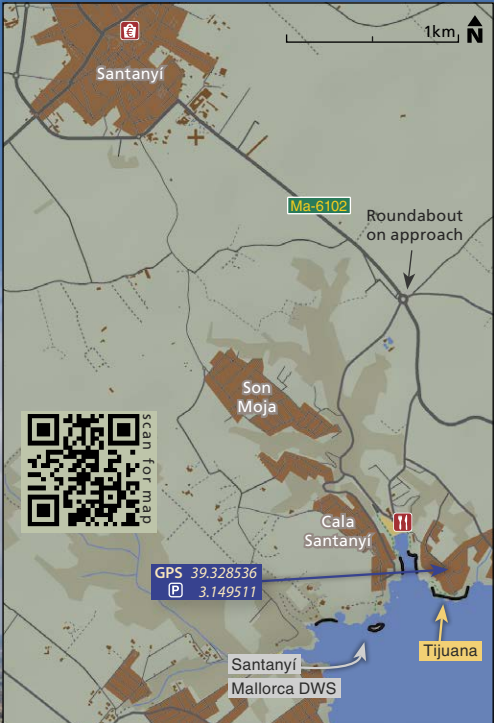 1km
N
€
Santanyí
Ma-6102
Roundabout
on approach
Son
Moja
scan for map
Cala
Santanyí
GPS 39.328536
P 3.149511
Tijuana
Santanyí
Mallorca DWS